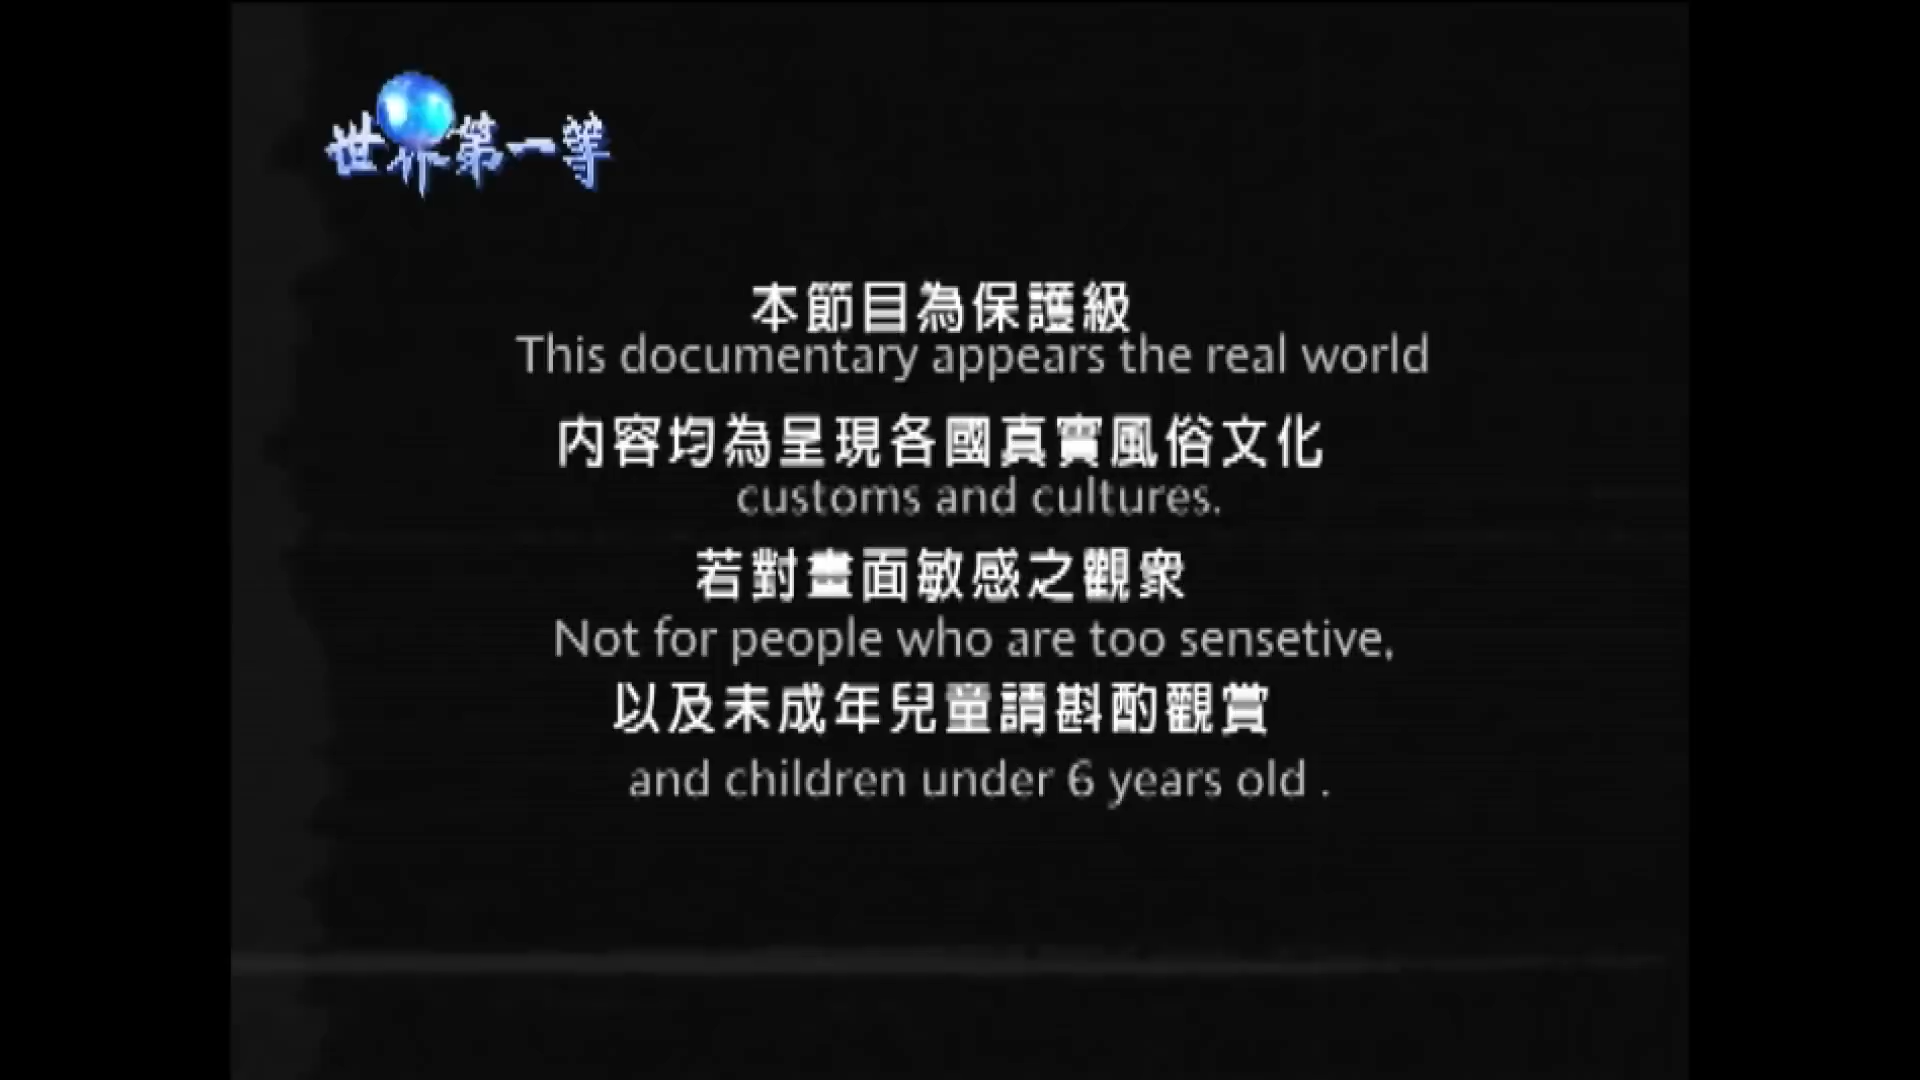 世界第一等
本節目為保護級
This documentary appears the real world
内容均為呈現各國真實風俗文化
customs and cultures.
若對畫面敏感之觀衆
Not for people who are too sensetive,
以及未成年兒童請斟酌觀賞
and children under 6 years old .